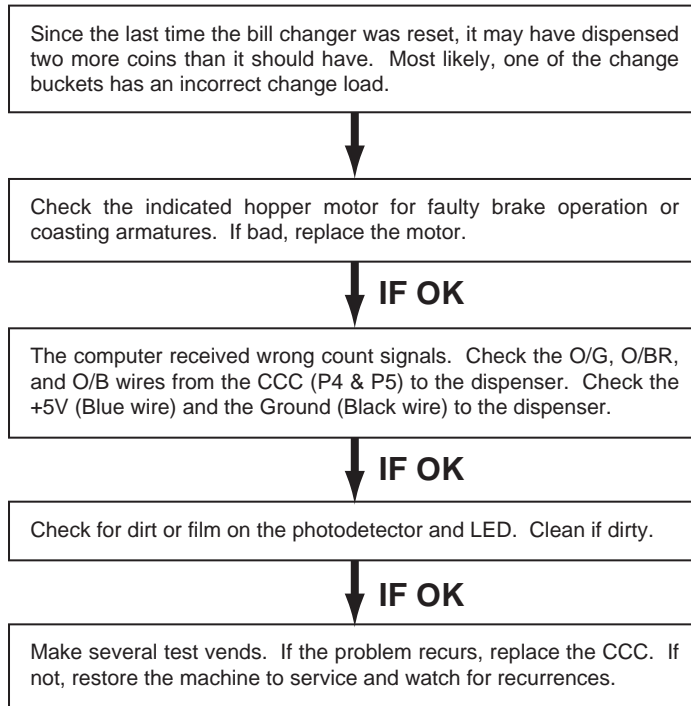 Since the last time the bill changer was reset, it may have dispensed
two more coins than it should have. Most likely, one of the change
buckets has an incorrect change load.
Check the indicated hopper motor for faulty brake operation or
coasting armatures. If bad, replace the motor.
IF OK
The computer received wrong count signals. Check the O/G, O/BR,
and O/B wires from the CCC (P4 & P5) to the dispenser. Check the
+5V (Blue wire) and the Ground (Black wire) to the dispenser.
IF OK
Check for dirt or film on the photodetector and LED. Clean if dirty.
IF OK
Make several test vends. If the problem recurs, replace the CCC. If
not, restore the machine to service and watch for recurrences.